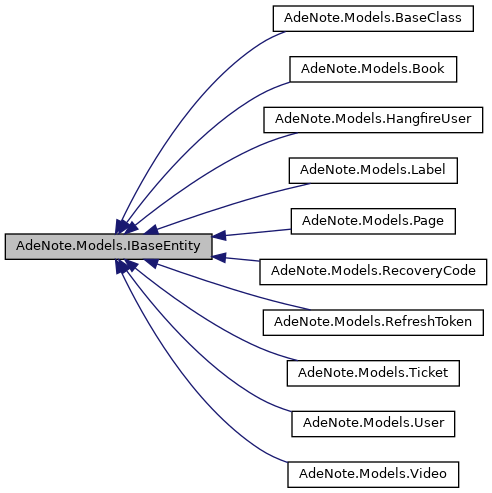 AdeNote.Models.BaseClass
AdeNote.Models.Book
AdeNote.Models.HangfireUser
AdeNote.Models.Label
AdeNote.Models.Page
AdeNote.Models.IBaseEntity
AdeNote.Models.RecoveryCode
AdeNote.Models.RefreshToken
AdeNote.Models.Ticket
AdeNote.Models.User
AdeNote.Models.Video